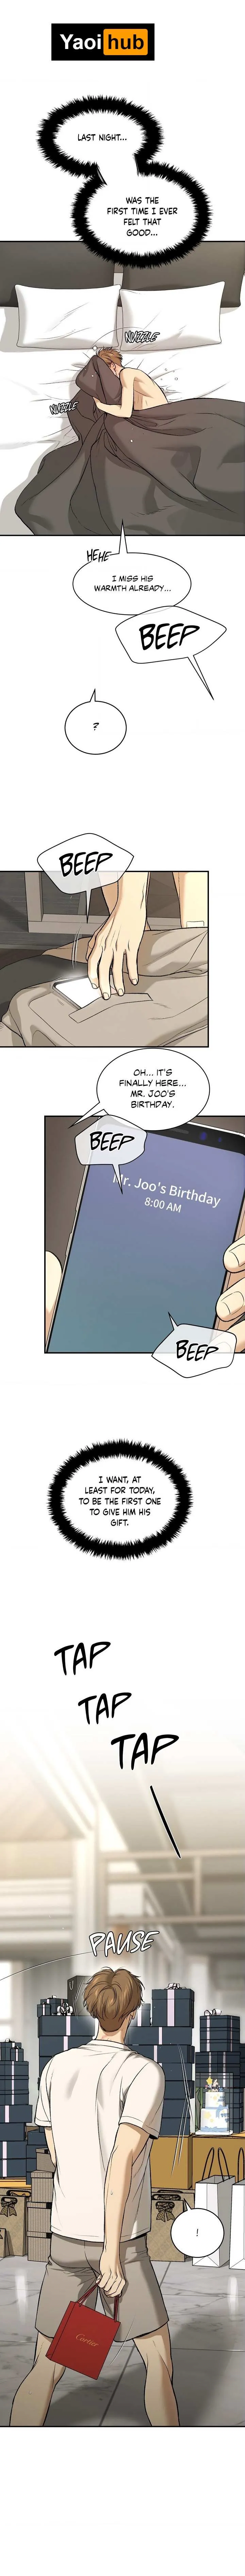 Yaoi hub
LAST NIGHT...
WAS THE
FIRST TIME I EVER
FELT THAT
GOOD...
NUZZLE
NUZZLE
HEHE
I MISS HIS
WARMTH ALREADY...
BEEP
?
BEEP
OH... IT'S
FINALLY HERE...
MR. JOO'S
BIRTHDAY.
BEEP
Mr. Joo's Birthday
8:00 AM
BEEP
I WANT, AT
LEAST FOR TODAY,
TO BE THE FIRST ONE
TO GIVE HIM HIS
GIFT.
TAP
TAP
TAP
PAUSE
!
Cartier